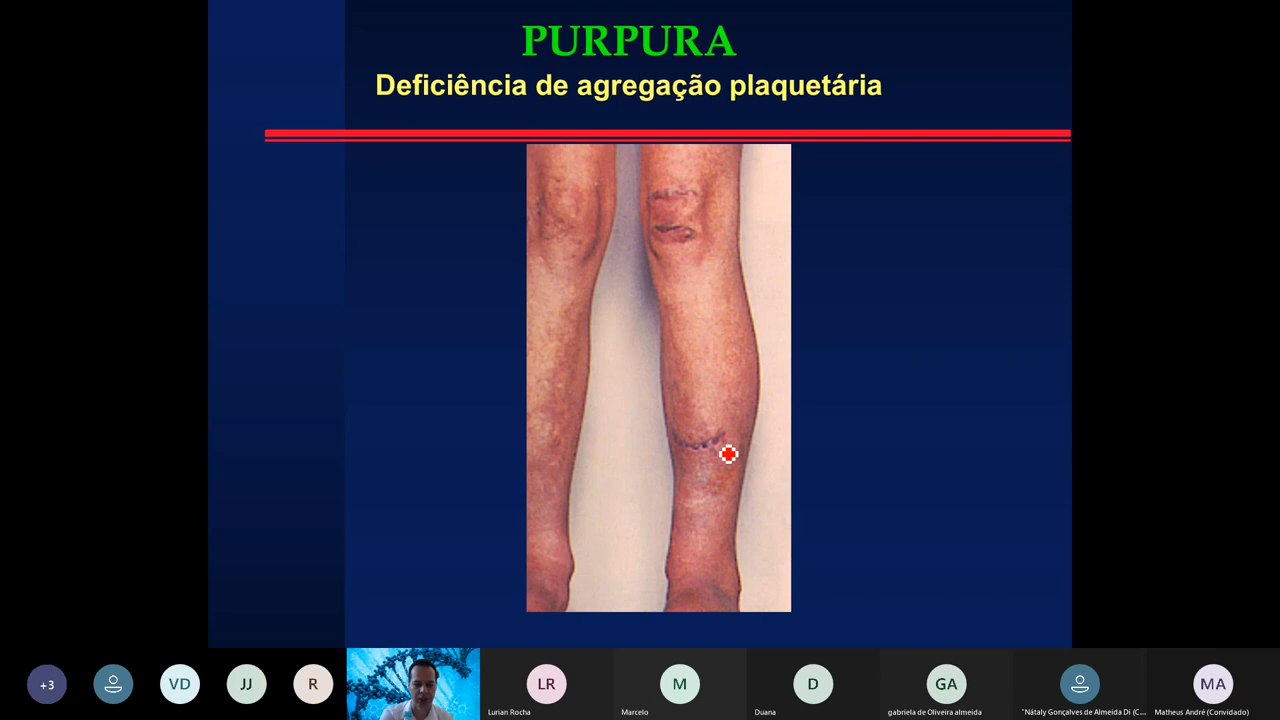 PURPURA
Deficiência de agregação plaquetária
+3
VD
JJ
R
LR
Lurian Rocha
M
Marcelo
D
Duana
GA
gabriela de Oliveira almeida
"Nátaly Gonçalves de Almeida Di (C...
MA
Matheus André (Convidado)